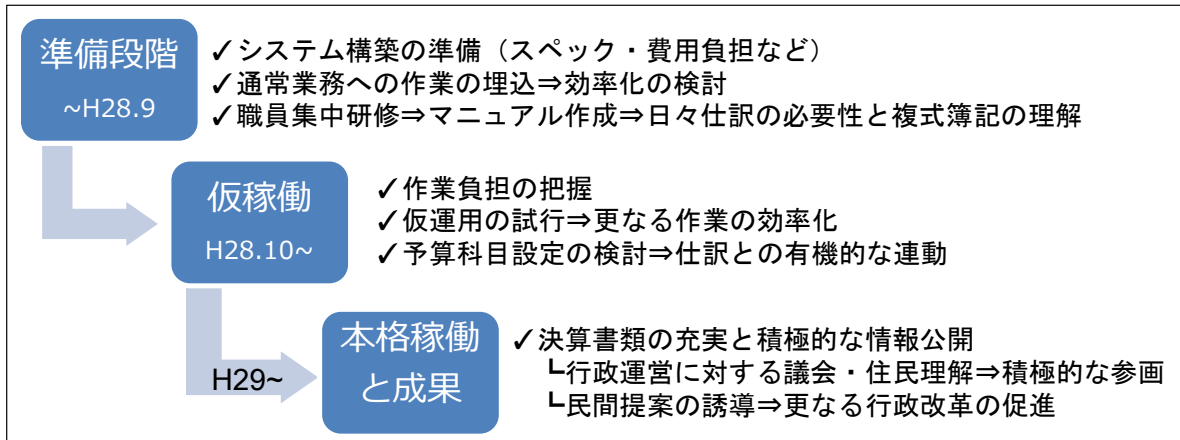 準備段階
~H28.9
✓システム構築の準備（スペック・費用負担など）
✓通常業務への作業の埋込⇒効率化の検討
✓職員集中研修⇒マニュアル作成⇒日々仕訳の必要性と複式簿記の理解
仮稼働
H28.10~
✓作業負担の把握
✓仮運用の試行⇒更なる作業の効率化
✓予算科目設定の検討⇒仕訳との有機的な連動
H29~
本格稼働
と成果
✓決算書類の充実と積極的な情報公開
┗行政運営に対する議会・住民理解⇒積極的な参画
┗民間提案の誘導⇒更なる行政改革の促進